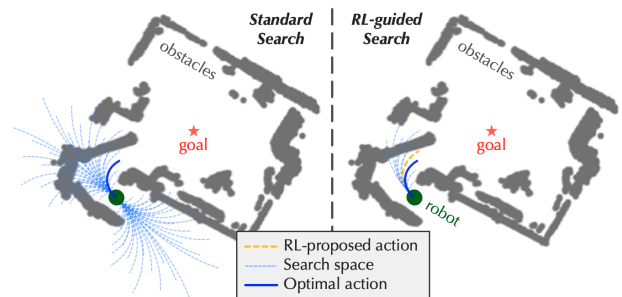 Standard
Search
RL-guided
Search
obstacles
obstacles
goal
goal
robot
RL-proposed action
Search space
Optimal action